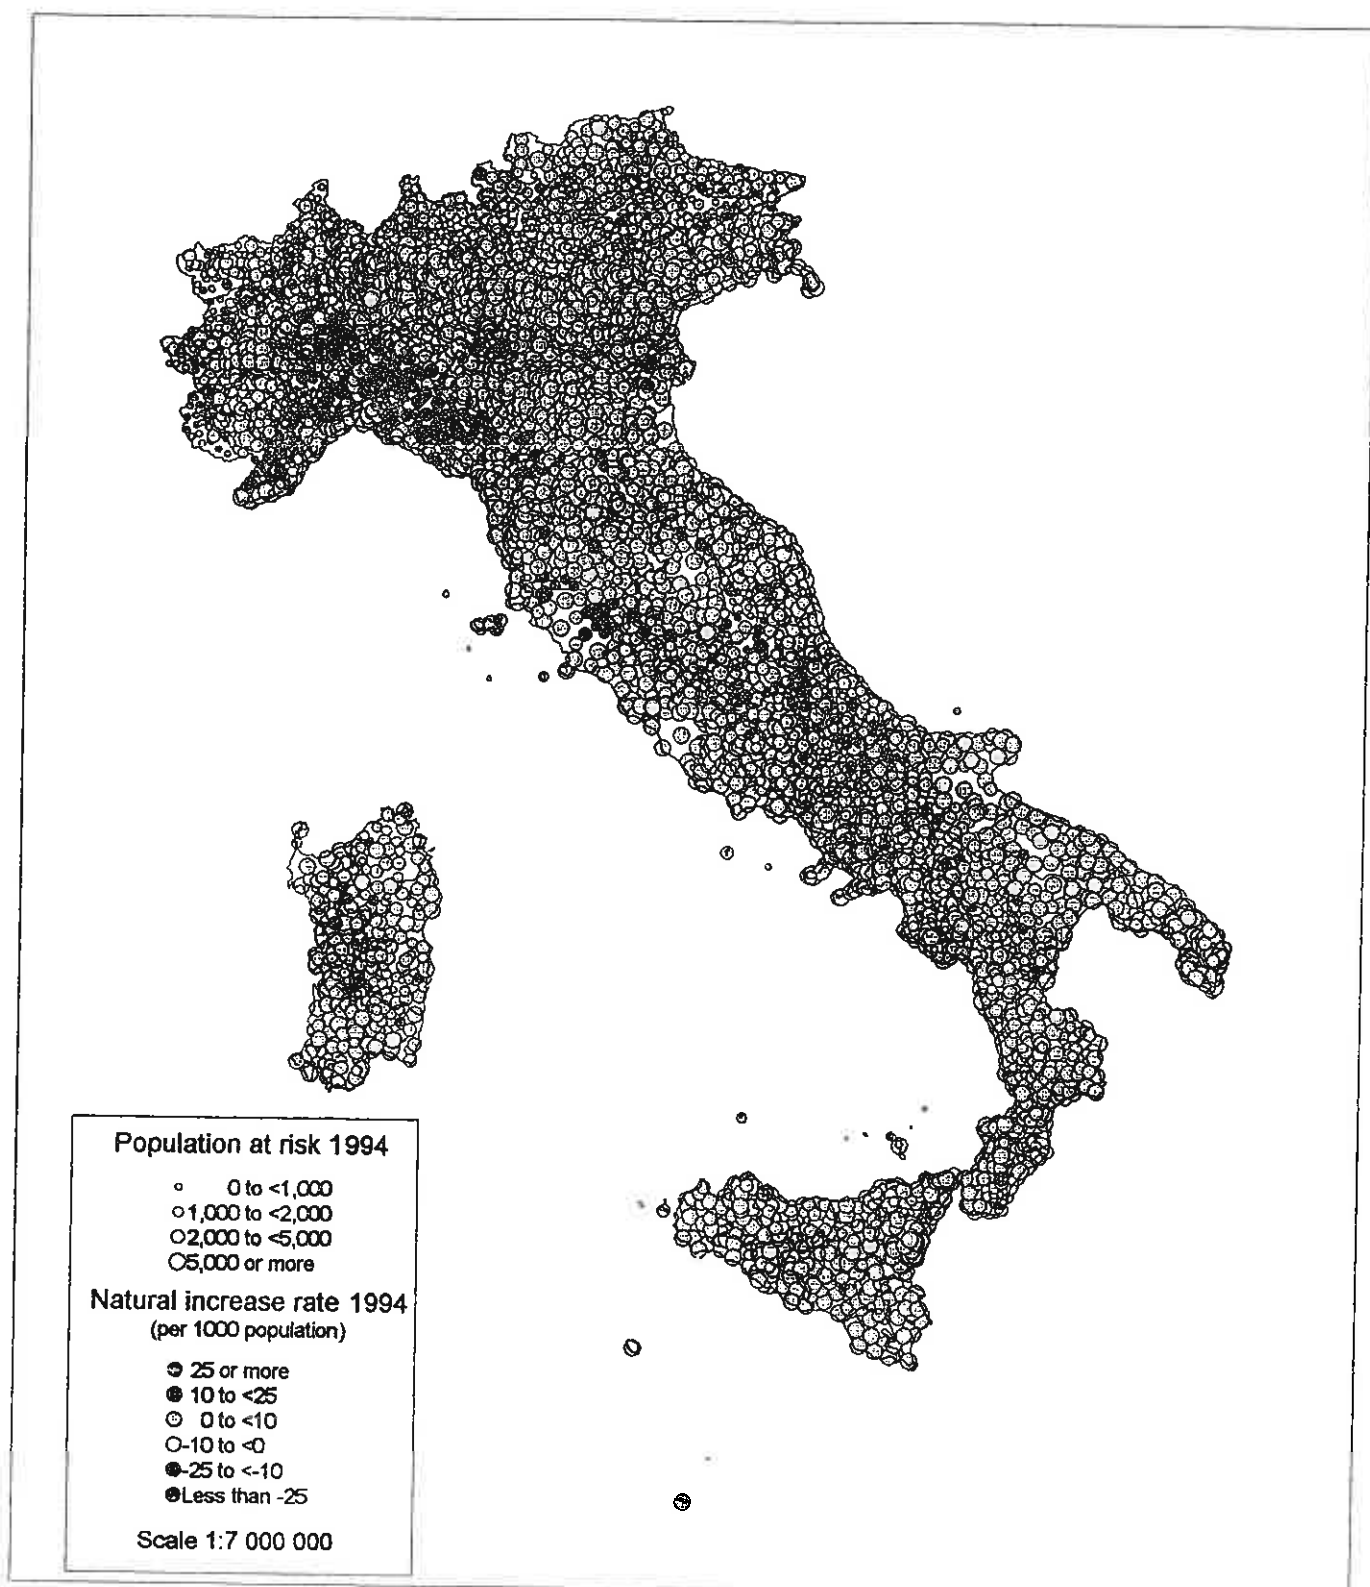 Population at risk 1994
0 to <1,000
1,000 to <2,000
2,000 to <5,000
5,000 or more
Natural increase rate 1994
(per 1000 population)
25 or more
10 to <25
0 to <10
-10 to <0
-25 to <-10
Less than -25
Scale 1:7 000 000